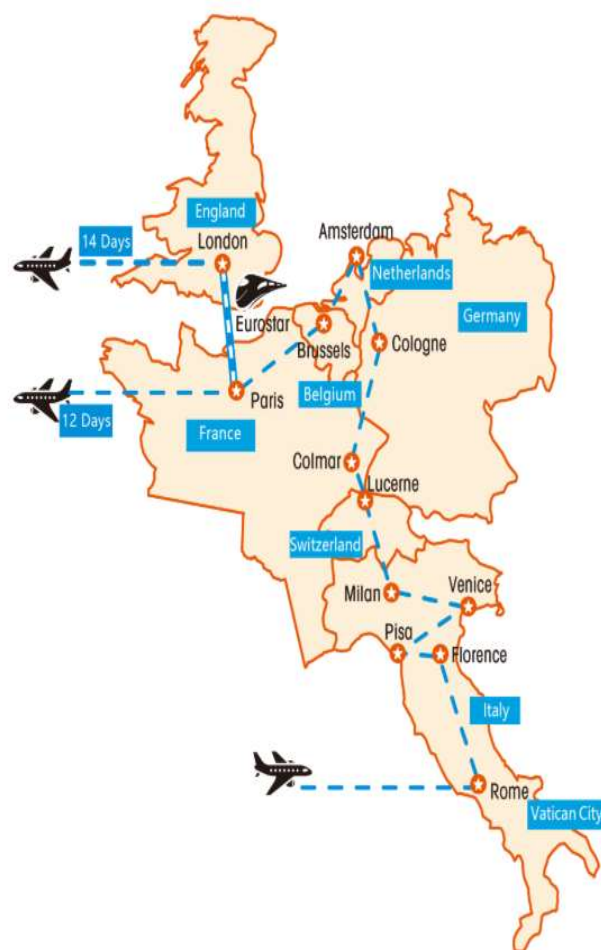 England
14 Days
London
Amsterdam
Netherlands
Germany
Eurostar
Brussels
Cologne
Paris
Belgium
12 Days
France
Colmar
Lucerne
Switzerland
Milan
Venice
Pisa
Florence
Italy
Rome
Vatican City